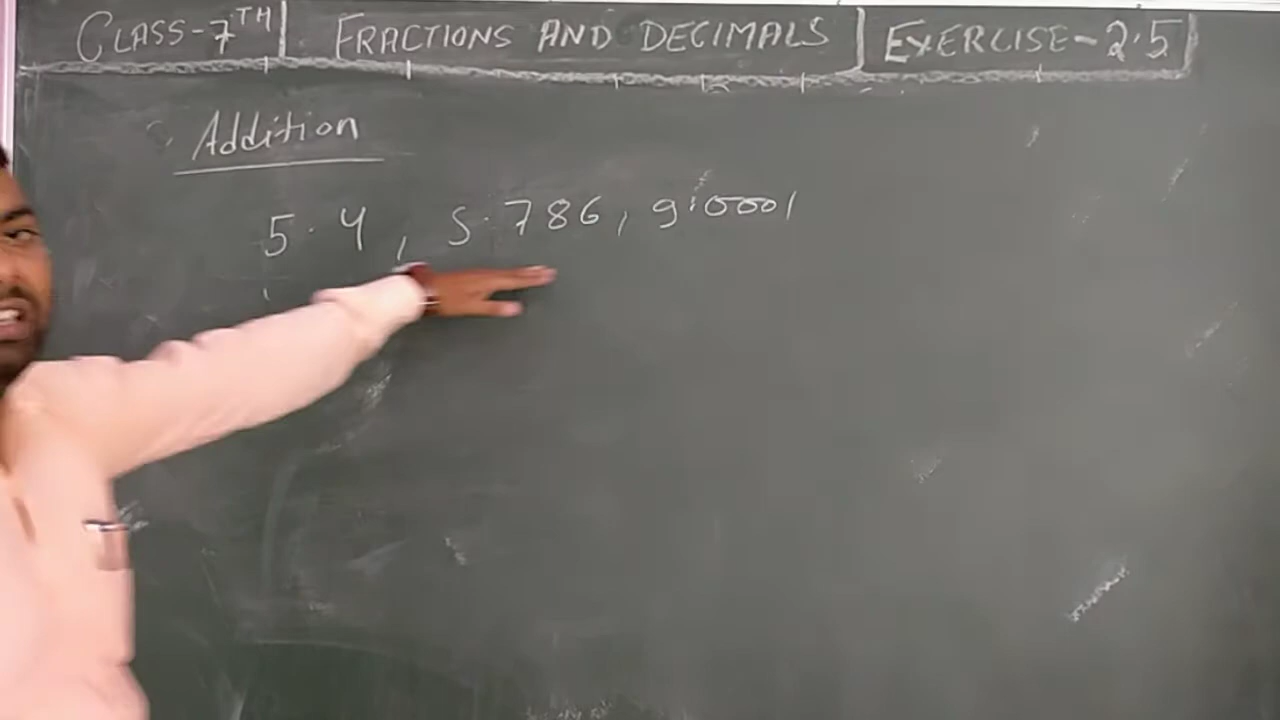 CLASS-7TH FRACTIONS AND DECIMALS EXERCISE-2.5
Addition
5.4, 5.786, 9.0001